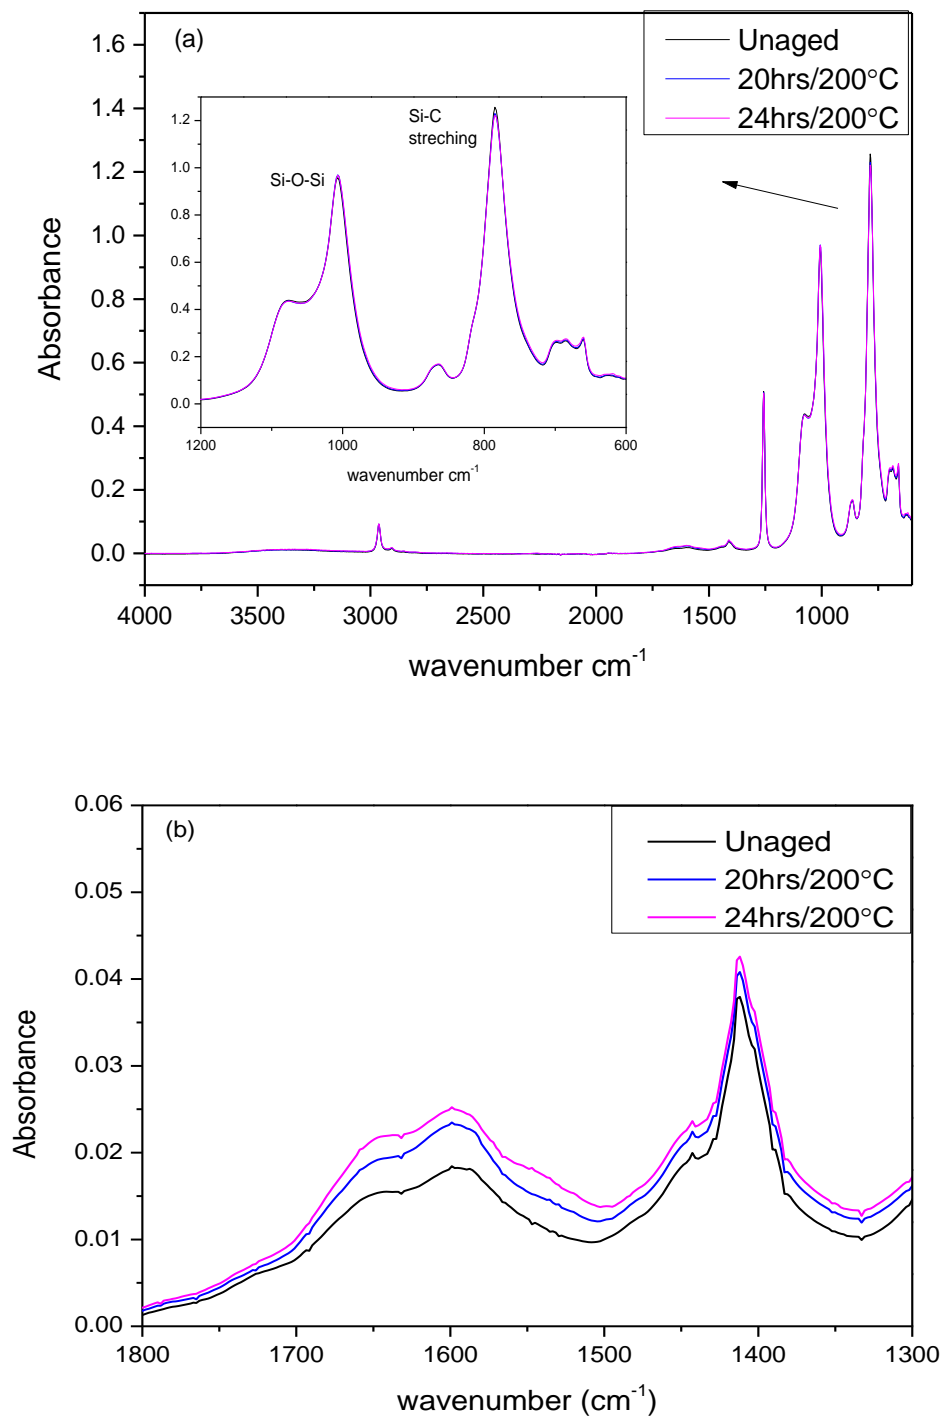 (a)
Unaged
20hrs/200°C
24hrs/200°C
1.6
1.4
1.2
1.0
0.8
0.6
0.4
0.2
0.0
Absorbance
1.2
1.0
0.8
0.6
0.4
0.2
0.0
Si-O-Si
Si-C
streching
1200 1000 800 600
wavenumber cm-1
4000 3500 3000 2500 2000 1500 1000
wavenumber cm-1
(b)
Unaged
20hrs/200°C
24hrs/200°C
0.06
0.05
0.04
0.03
0.02
0.01
0.00
Absorbance
1800 1700 1600 1500 1400 1300
wavenumber (cm-1)